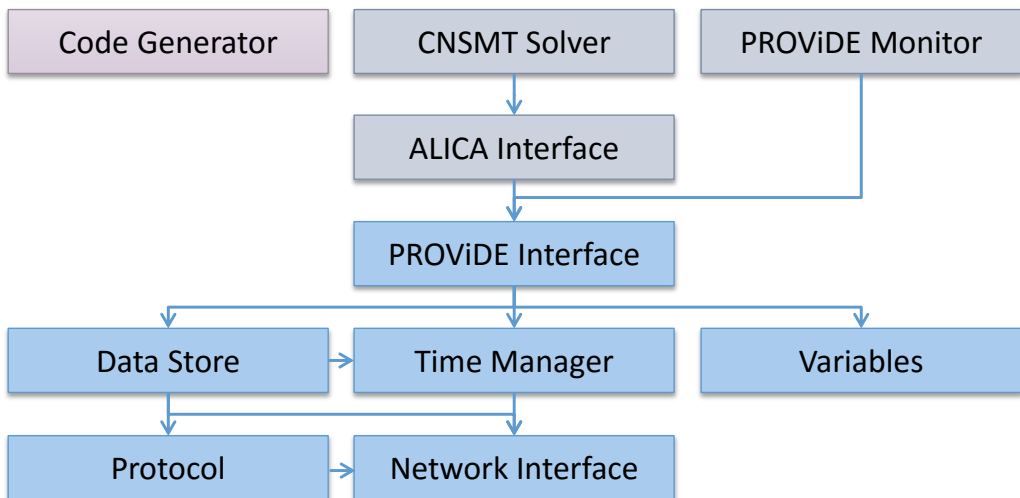 Code Generator
CNSMT Solver
PROViDE Monitor
ALICA Interface
PROViDE Interface
Data Store
Time Manager
Variables
Protocol
Network Interface